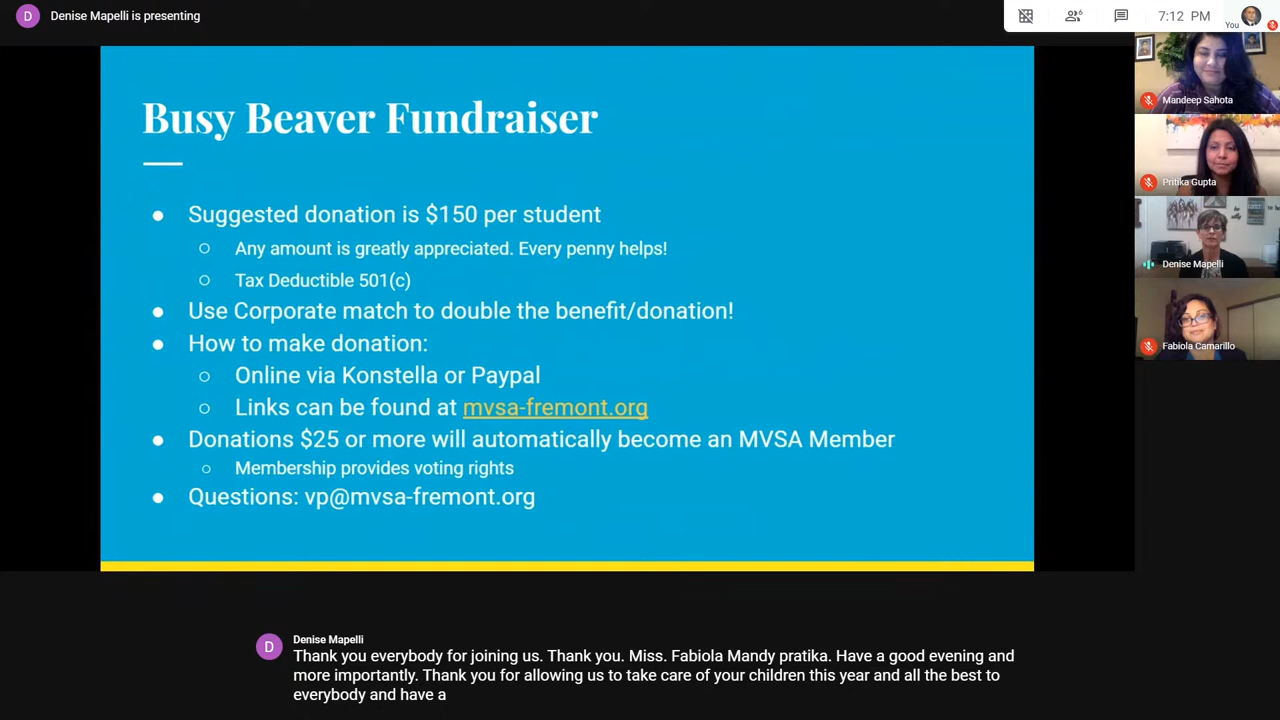 D
Denise Mapelli is presenting
6
7:12 PM
You
Busy Beaver Fundraiser
Suggested donation is $150 per student
Any amount is greatly appreciated. Every penny helps!
Tax Deductible 501(c)
Use Corporate match to double the benefit/donation!
How to make donation:
Online via Konstella or Paypal
Links can be found at mvsa-fremont.org
Donations $25 or more will automatically become an MVSA Member
Membership provides voting rights
Questions: vp@mvsa-fremont.org
Mandeep Sahota
Pritika Gupta
Denise Mapelli
Fabiola Camarillo
D
Denise Mapelli
Thank you everybody for joining us. Thank you. Miss. Fabiola Mandy pratika. Have a good evening and
more importantly. Thank you for allowing us to take care of your children this year and all the best to
everybody and have a